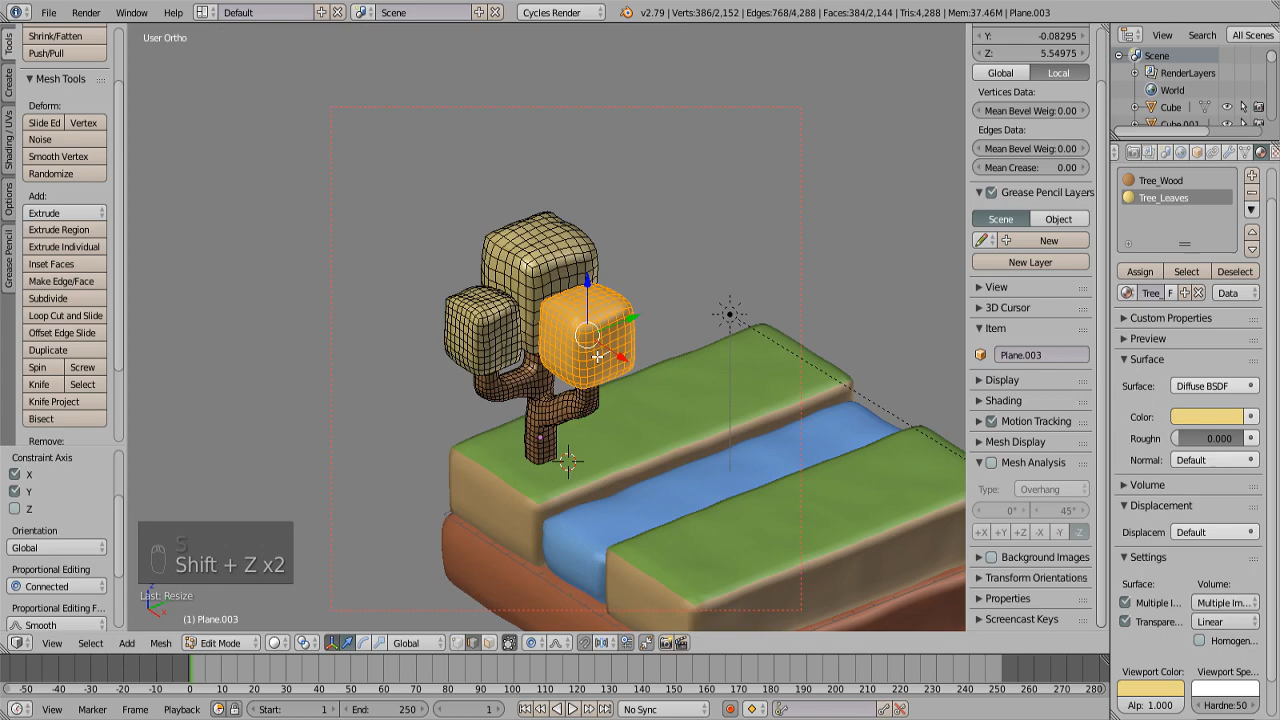 File Render Window Help Default Scene Cycles Render v2.79 | Verts:386/2,152 | Edges:768/4,288 | Faces:384/2,144 | Tris:4,288 | Mem:37.46M | Plane.003
Tools
Create
Shading / UVs
Options
Grease Pencil
Shrink/Fatten
Push/Pull
Mesh Tools
Deform:
Slide Ed Vertex
Noise
Smooth Vertex
Randomize
Add:
Extrude
Extrude Region
Extrude Individual
Inset Faces
Make Edge/Face
Subdivide
Loop Cut and Slide
Offset Edge Slide
Duplicate
Spin Screw
Knife Select
Knife Project
Bisect
Remove:
Constraint Axis
X
Y
Z
Orientation
Global
Proportional Editing
Connected
Proportional Editing F...
Smooth
User Ortho
S
Shift + Z x2
Last: Resize
(1) Plane.003
Y: -0.08295
Z: 5.54975
Global Local
Vertices Data:
Mean Bevel Weig: 0.00
Edges Data:
Mean Bevel Weig: 0.00
Mean Crease: 0.00
Grease Pencil Layers
Scene Object
New
New Layer
View
3D Cursor
Item
Plane.003
Display
Shading
Motion Tracking
Mesh Display
Mesh Analysis
Type: Overhang
0° 45°
+X +Y +Z -X -Y -Z
Background Images
Transform Orientations
Properties
Screencast Keys
View Search All Scenes
Scene
RenderLayers
World
Cube
Cube.001
Tree_Wood
Tree_Leaves
Assign Select Deselect
Tree_ F Data
Custom Properties
Preview
Surface
Surface: Diffuse BSDF
Color:
Roughn 0.000
Normal: Default
Volume
Displacement
Displacem Default
Settings
Surface: Volume:
Multiple I... Multiple Im...
Transpare... Linear
Homogen...
Viewport Color: Viewport Spe...
Alp: 1.000 Hardne:50
View Select Add Mesh Edit Mode Global
-50 -40 -30 -20 -10 0 10 20 30 40 50 60 70 80 90 100 110 120 130 140 150 160 170 180 190 200 210 220 230 240 250 260 270 280
View Marker Frame Playback Start: 1 End: 250 1 No Sync